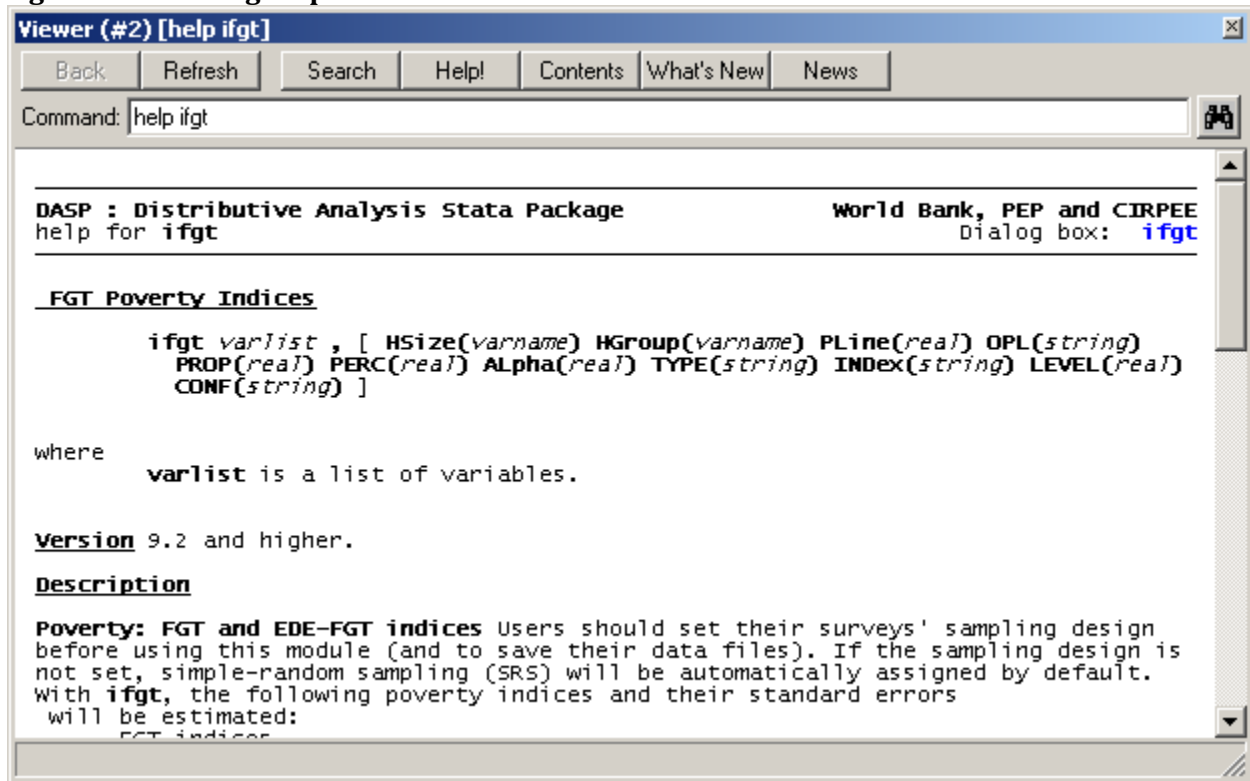 Viewer (#2) [help ifgt]
Back Refresh Search Help! Contents What's New News
Command: help ifgt
DASP : Distributive Analysis Stata Package World Bank, PEP and CIRPEE
help for ifgt Dialog box: ifgt
FGT Poverty Indices
ifgt varlist , [ HSize(varname) HGroup(varname) PLine(real) OPL(string)
PROP(real) PERC(real) ALpha(real) TYPE(string) INDex(string) LEVEL(real)
CONF(string) ]
where
varlist is a list of variables.
Version 9.2 and higher.
Description
Poverty: FGT and EDE-FGT indices Users should set their surveys' sampling design
before using this module (and to save their data files). If the sampling design is
not set, simple-random sampling (SRS) will be automatically assigned by default.
With ifgt, the following poverty indices and their standard errors
will be estimated:
FGT indices